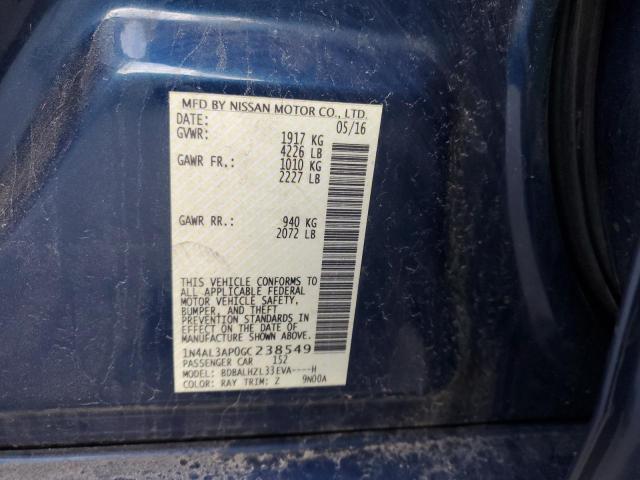 MFD BY NISSAN MOTOR CO., LTD.
DATE: 05/16
GVWR: 1917 KG
4226 LB
GAWR FR.: 1010 KG
2227 LB
GAWR RR.: 940 KG
2072 LB
THIS VEHICLE CONFORMS TO
ALL APPLICABLE FEDERAL
MOTOR VEHICLE SAFETY,
BUMPER, AND THEFT
PREVENTION STANDARDS IN
EFFECT ON THE DATE OF
MANUFACTURE SHOWN ABOVE.
1N4AL3AP0GC238549
PASSENGER CAR 152
MODEL: BDBALHZL33EVA----H
COLOR: RAY TRIM: Z 9N00A